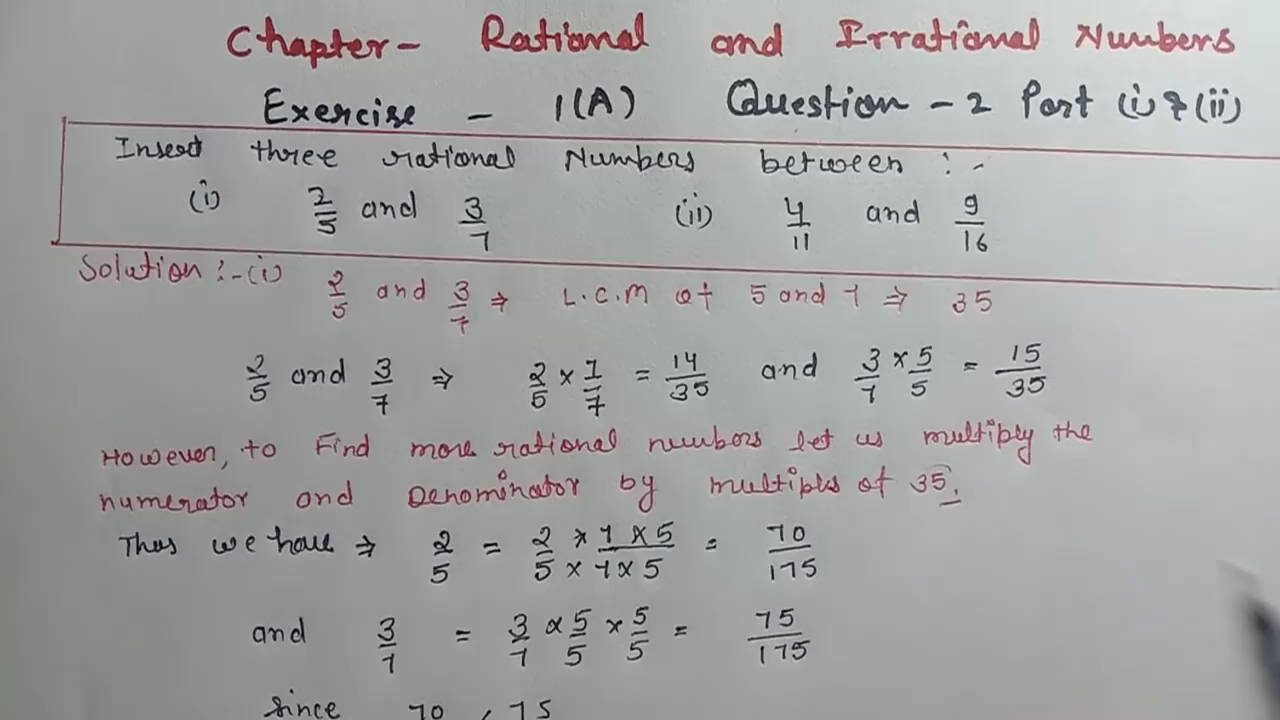 Chapter - Rational and Irrational Numbers
Exercise - 1(A) Question - 2 Part (i) & (ii)
Insert three rational Numbers between :-
(i) 2/5 and 3/7 (ii) 4/11 and 9/16
Solution :- (i) 2/5 and 3/7 ⇒ L.C.M of 5 and 7 ⇒ 35
2/5 and 3/7 ⇒ 2/5 × 7/7 = 14/35 and 3/7 × 5/5 = 15/35
However, to Find more rational numbers let us multiply the
numerator and Denominator by multiples of 35.
Thus we have ⇒ 2/5 = 2/5 × 7×5/×7×5 = 70/175
and 3/7 = 3/7 × 5/5 × 5/5 = 75/175
since 70 < 75